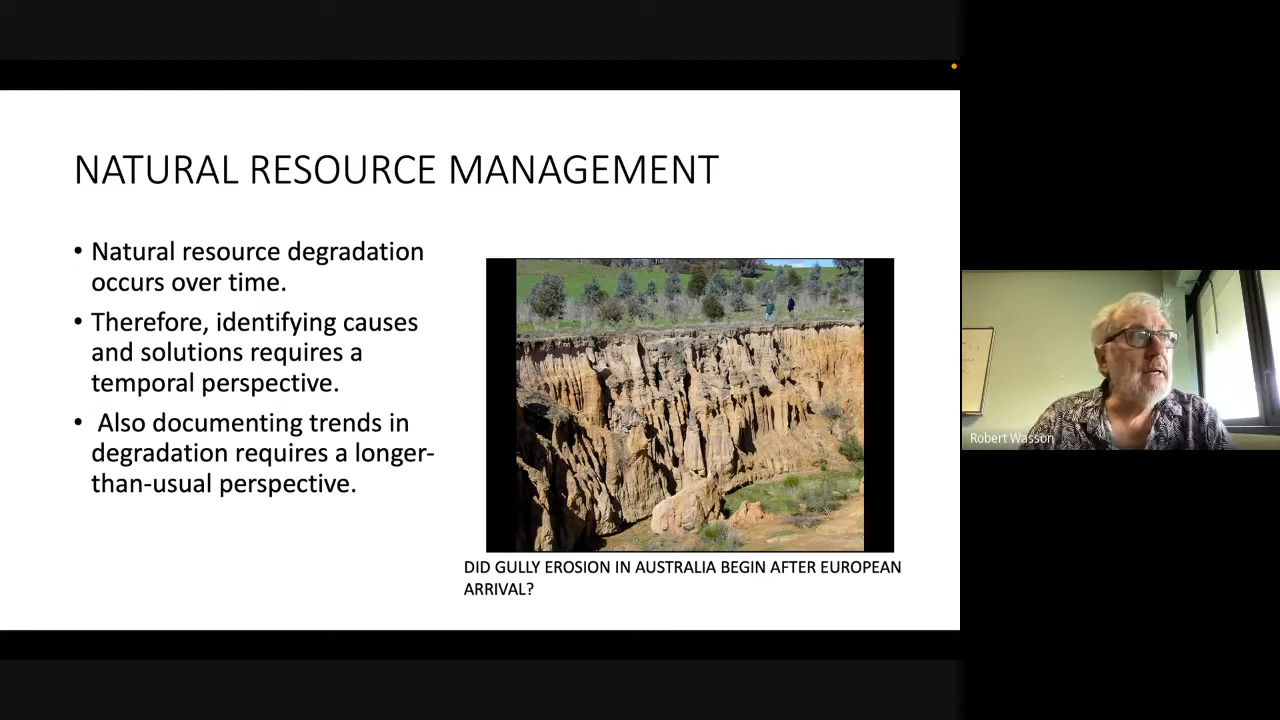 NATURAL RESOURCE MANAGEMENT
• Natural resource degradation
occurs over time.
• Therefore, identifying causes
and solutions requires a
temporal perspective.
• Also documenting trends in
degradation requires a longer-
than-usual perspective.
DID GULLY EROSION IN AUSTRALIA BEGIN AFTER EUROPEAN
ARRIVAL?
Robert Wasson